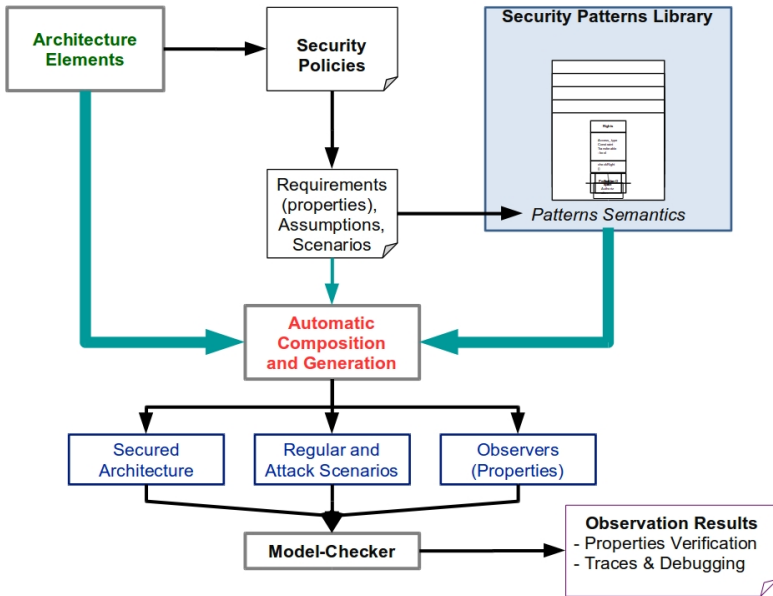 Architecture
Elements
Security
Policies
Security Patterns Library
Rights
Patterns Semantics
Requirements
(properties),
Assumptions,
Scenarios
Automatic
Composition
and Generation
Secured
Architecture
Regular and
Attack Scenarios
Observers
(Properties)
Model-Checker
Observation Results
- Properties Verification
- Traces & Debugging